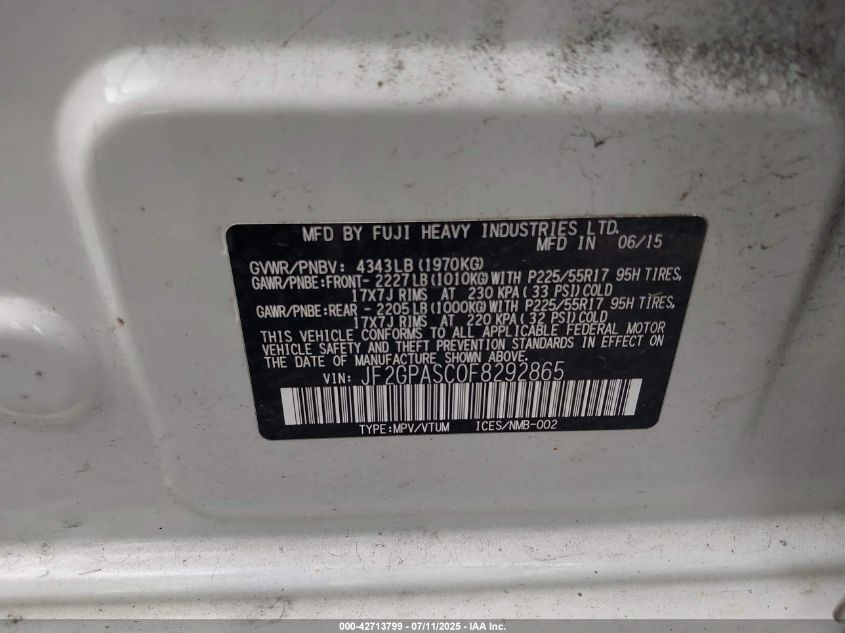 MFD BY FUJI HEAVY INDUSTRIES LTD.
MFD IN 06/15
GVWR/PNBV: 4343LB (1970KG)
GAWR/PNBE:FRONT- 2227LB (1010KG) WITH P225/55R17 95H TIRES,
17X7J RIMS AT 230 KPA ( 33 PSI) COLD
GAWR/PNBE:REAR - 2205LB (1000KG) WITH P225/55R17 95H TIRES,
17X7J RIMS AT 220 KPA ( 32 PSI) COLD
THIS VEHICLE CONFORMS TO ALL APPLICABLE FEDERAL MOTOR
VEHICLE SAFETY AND THEFT PREVENTION STANDARDS IN EFFECT ON
THE DATE OF MANUFACTURE SHOWN ABOVE.
VIN: JF2GPASC0F8292865
TYPE:MPV/VTUM ICES/NMB-002
000-42713799 - 07/11/2025 - IAA Inc.